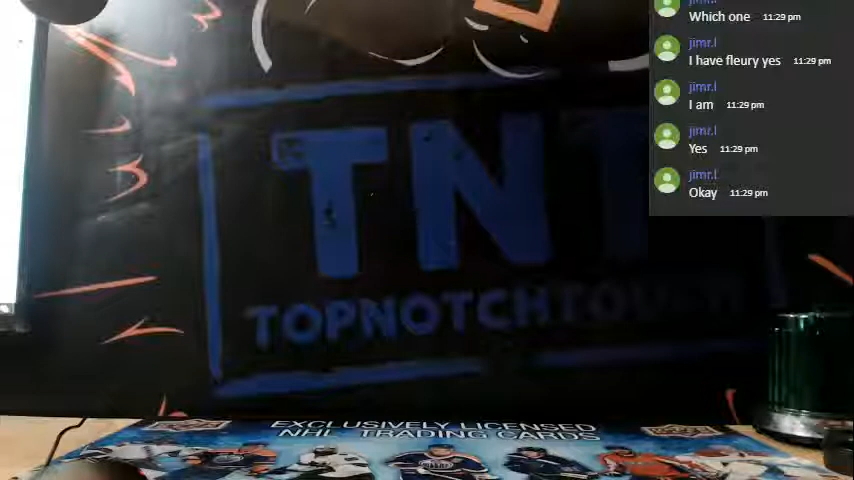 Which one 11:29 pm
jimr.l
I have fleury yes 11:29 pm
jimr.l
I am 11:29 pm
jimr.l
Yes 11:29 pm
jimr.l
Okay 11:29 pm
TNT
EXCLUSIVELY LICENSED
NHL TRADING CARDS